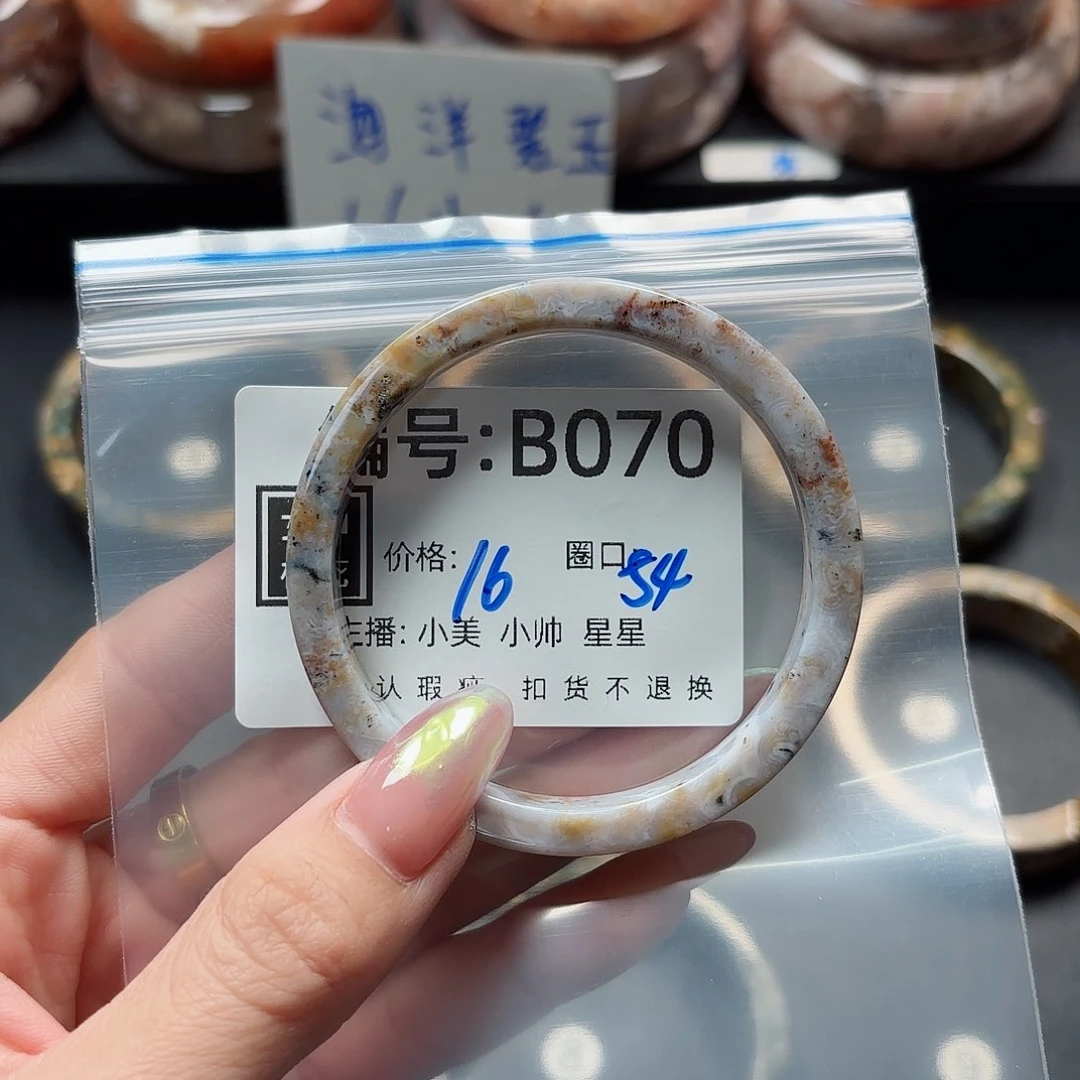 海洋碧玉
号:B070
价格:16 圈口:54
主播: 小美 小帅 星星
认瑕疵 扣货不退换